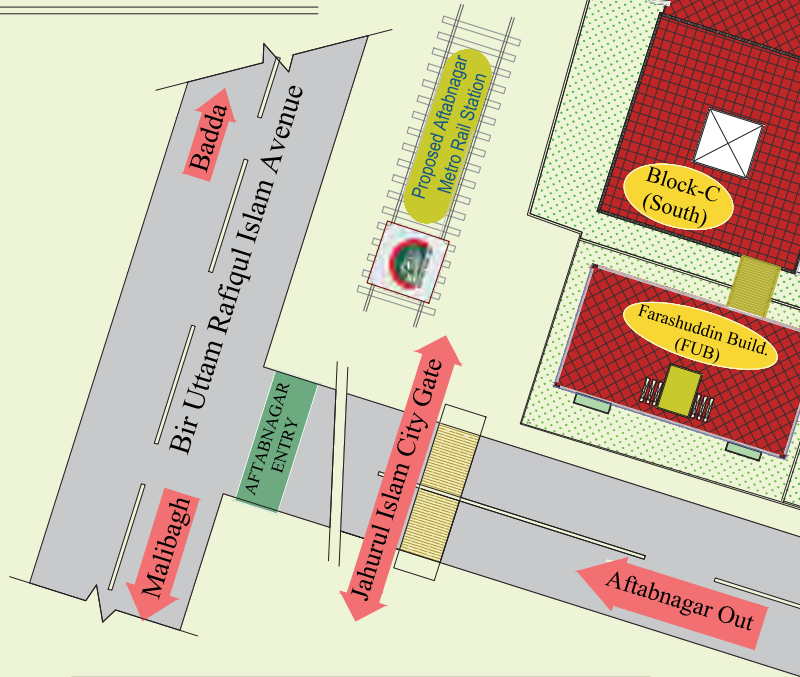 Badda
Bir Uttam Rafiqul Islam Avenue
Proposed Aftabnagar
Metro Rail Station
Block-C
(South)
Farashuddin Build.
(FUB)
AFTABNAGAR
ENTRY
Jahurul Islam City Gate
Malibagh
Aftabnagar Out